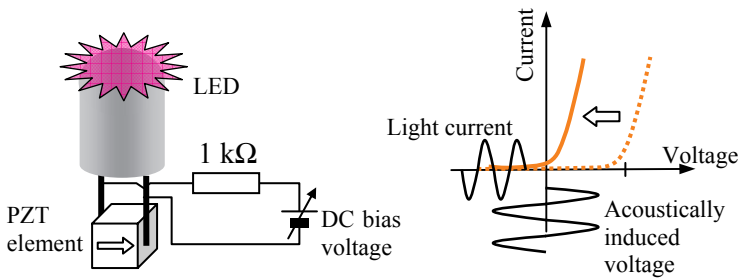 LED
1 kΩ
PZT
element
DC bias
voltage
Current
Light current
Voltage
Acoustically
induced
voltage